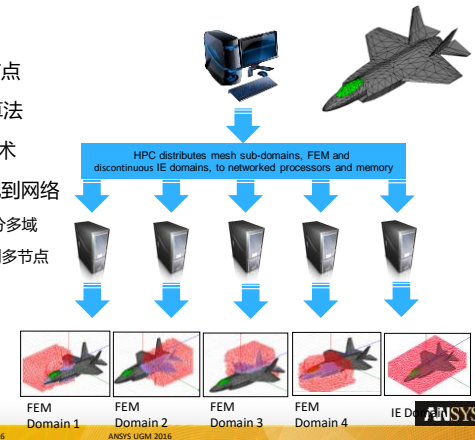 点
算法
术
到网络
分多域
多节点
HPC distributes mesh sub-domains, FEM and
discontinuous IE domains, to networked processors and memory
FEM
Domain 1
FEM
Domain 2
FEM
Domain 3
FEM
Domain 4
IE Domain
ANSYS
6
ANSYS UGM 2016